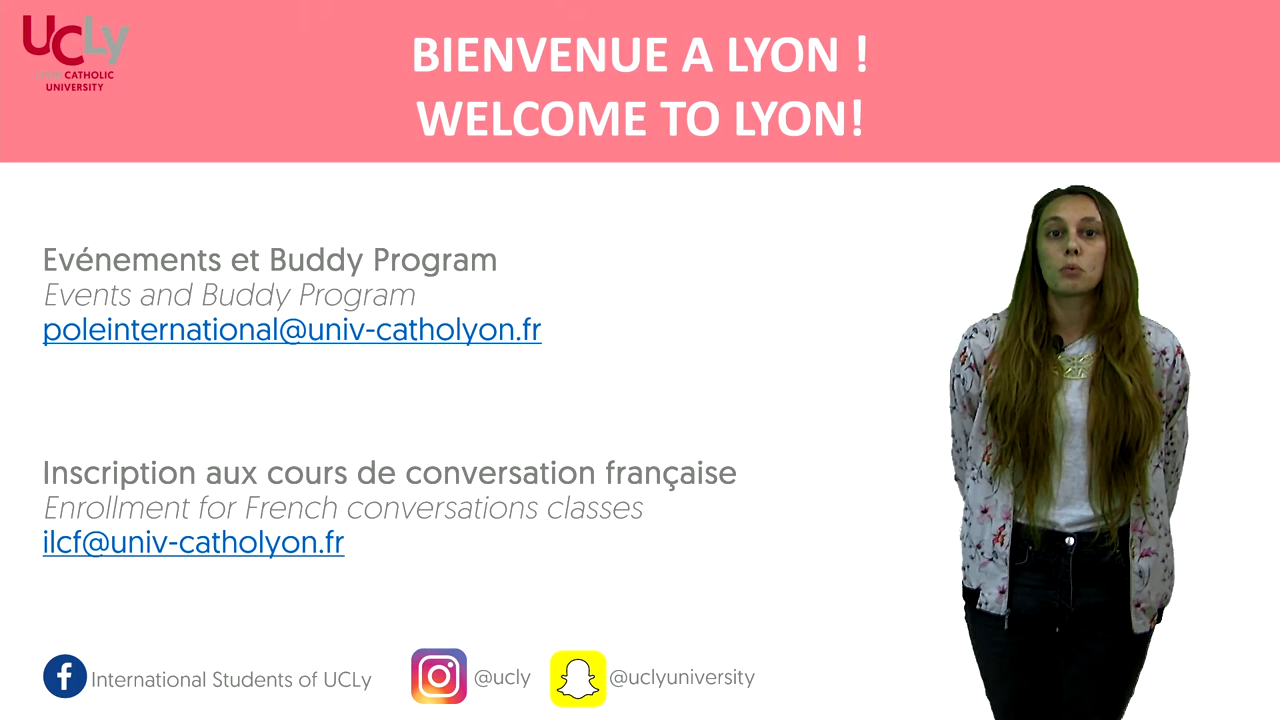 UCLy
LYON CATHOLIC
UNIVERSITY
BIENVENUE A LYON !
WELCOME TO LYON!
Evénements et Buddy Program
Events and Buddy Program
poleinternational@univ-catholyon.fr
Inscription aux cours de conversation française
Enrollment for French conversations classes
ilcf@univ-catholyon.fr
International Students of UCLy
@ucly
@uclyuniversity